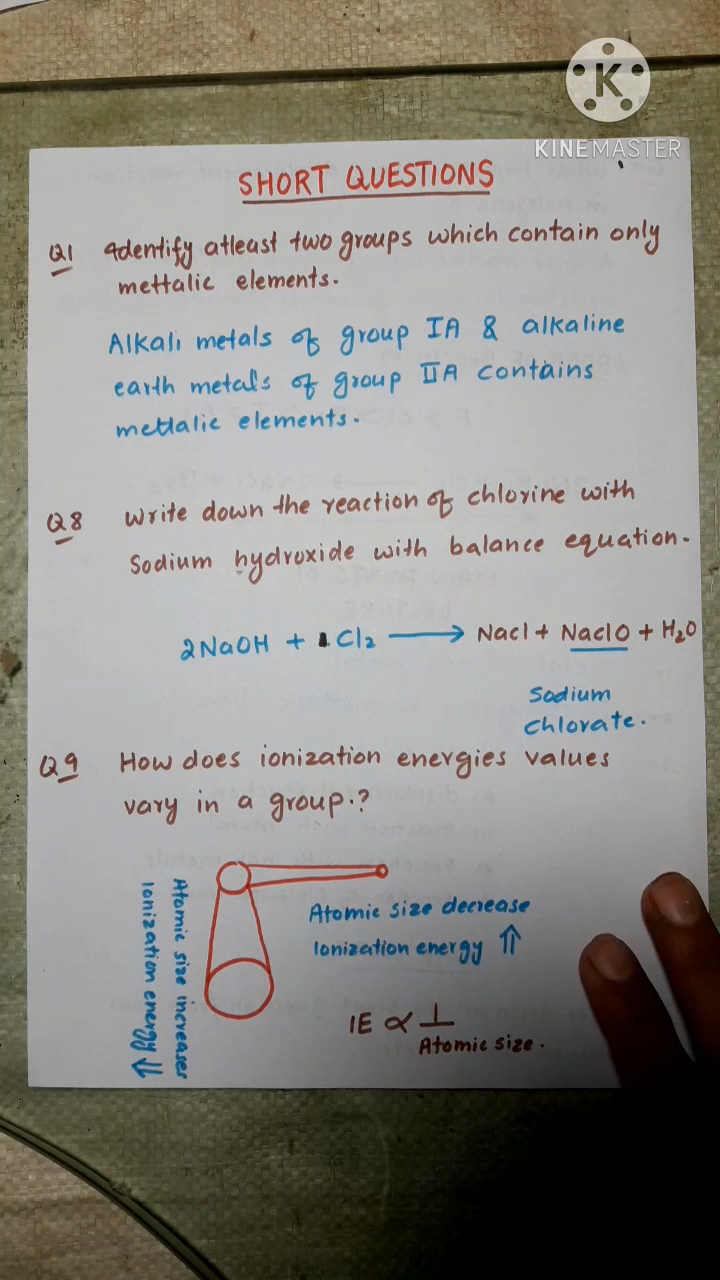 K
KINEMASTER
SHORT QUESTIONS
Q1 Identify atleast two groups which contain only
mettalic elements.
Alkali metals of group IA & alkaline
earth metals of group IIA contains
mettalic elements.
Q8 Write down the reaction of chlorine with
Sodium hydroxide with balance equation.
2NaOH + Cl₂ ⟶ Nacl + NaclO + H₂O
Sodium
chlorate.
Q9 How does ionization energies values
vary in a group.?
Atomic size increases
Ionization energy ⇓
Atomic size decrease
Ionization energy ⇑
IE ∝ 1
Atomic size.